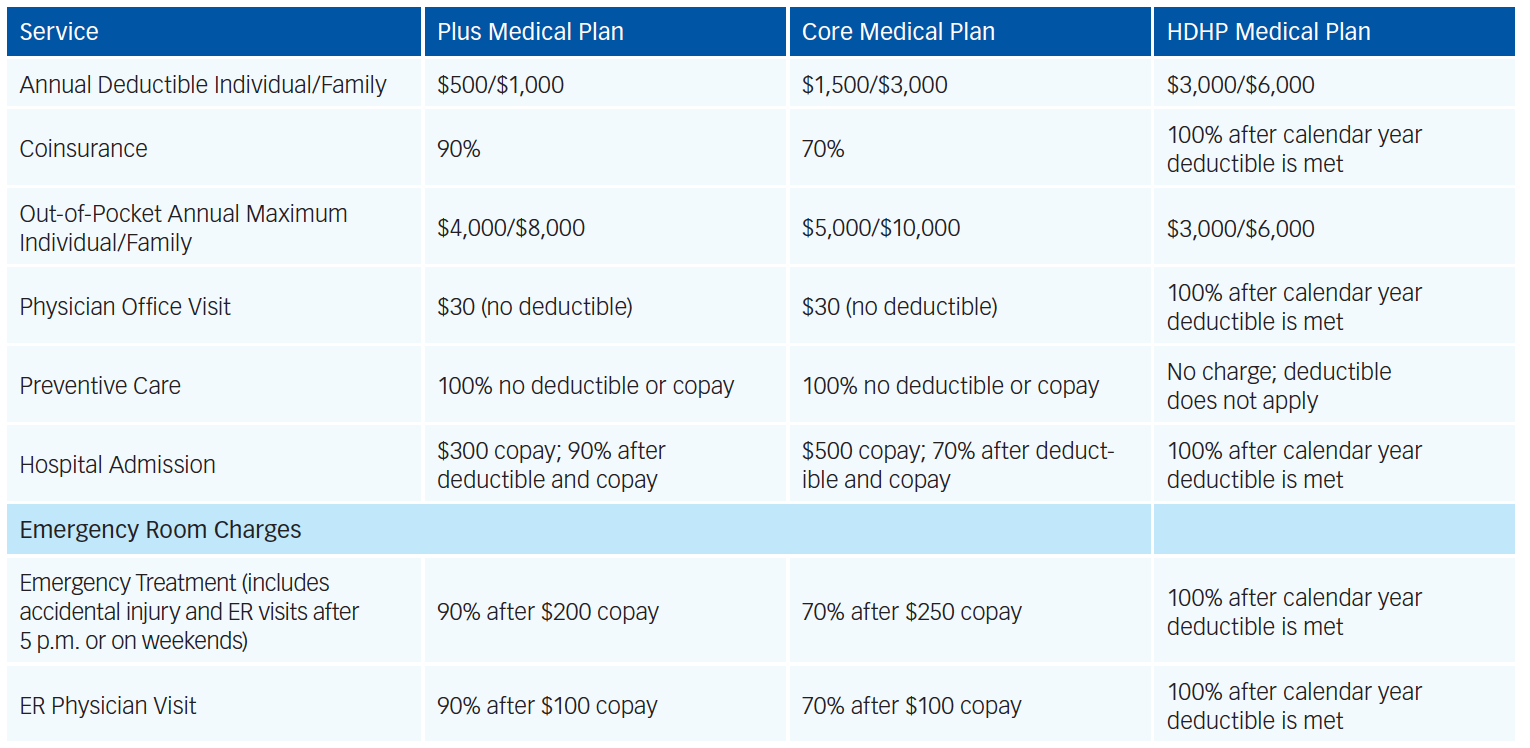 Service Plus Medical Plan Core Medical Plan HDHP Medical Plan
Annual Deductible Individual/Family $500/$1,000 $1,500/$3,000 $3,000/$6,000
Coinsurance 90% 70% 100% after calendar year
deductible is met
Out-of-Pocket Annual Maximum
Individual/Family $4,000/$8,000 $5,000/$10,000 $3,000/$6,000
Physician Office Visit $30 (no deductible) $30 (no deductible) 100% after calendar year
deductible is met
Preventive Care 100% no deductible or copay 100% no deductible or copay No charge; deductible
does not apply
Hospital Admission $300 copay; 90% after $500 copay; 70% after deduct- 100% after calendar year
deductible and copay ible and copay deductible is met
Emergency Room Charges
Emergency Treatment (includes
accidental injury and ER visits after
5 p.m. or on weekends) 90% after $200 copay 70% after $250 copay 100% after calendar year
deductible is met
ER Physician Visit 90% after $100 copay 70% after $100 copay 100% after calendar year
deductible is met